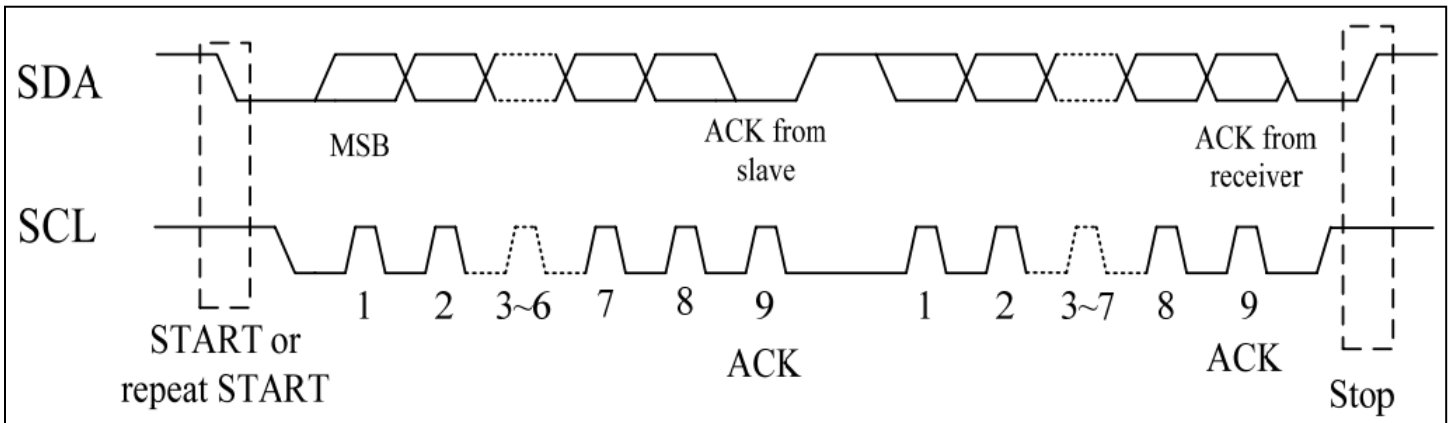 SDA
MSB
ACK from
slave
ACK from
receiver
SCL
1 2 3~6 7 8 9 1 2 3~7 8 9
START or
repeat START
ACK
ACK
Stop